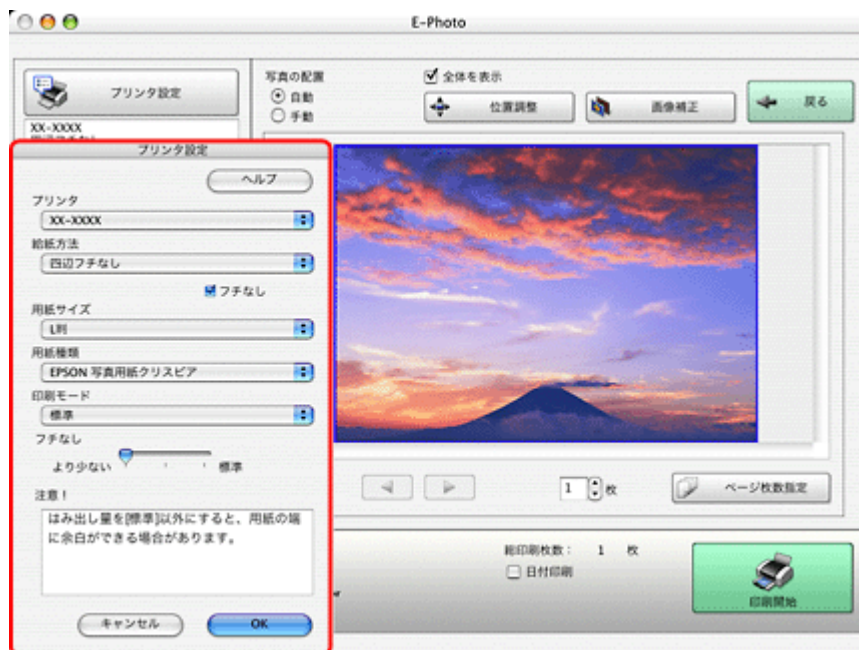 E-Photo
プリンタ設定
XX-XXXX
写真の配置
自動
手動
全体を表示
位置調整
画像補正
戻る
プリンタ設定
ヘルプ
プリンタ
XX-XXXX
給紙方法
四辺フチなし
フチなし
用紙サイズ
L判
用紙種類
EPSON 写真用紙クリスピア
印刷モード
標準
フチなし
より少ない 標準
注意！
はみ出し量を[標準]以外にすると、用紙の端
に余白ができる場合があります。
キャンセル
OK
1 枚
ページ枚数指定
総印刷枚数： 1 枚
日付印刷
印刷開始